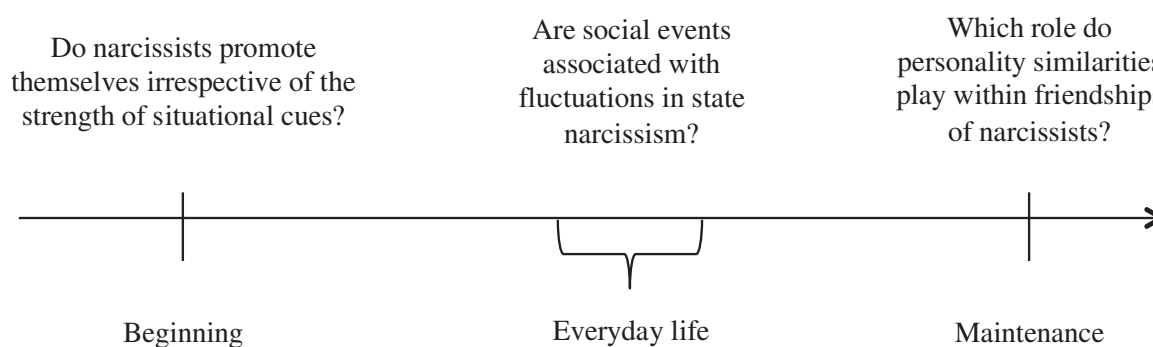 Do narcissists promote
themselves irrespective of the
strength of situational cues?
Are social events
associated with
fluctuations in state
narcissism?
Which role do
personality similarities
play within friendship
of narcissists?
Beginning
Everyday life
Maintenance